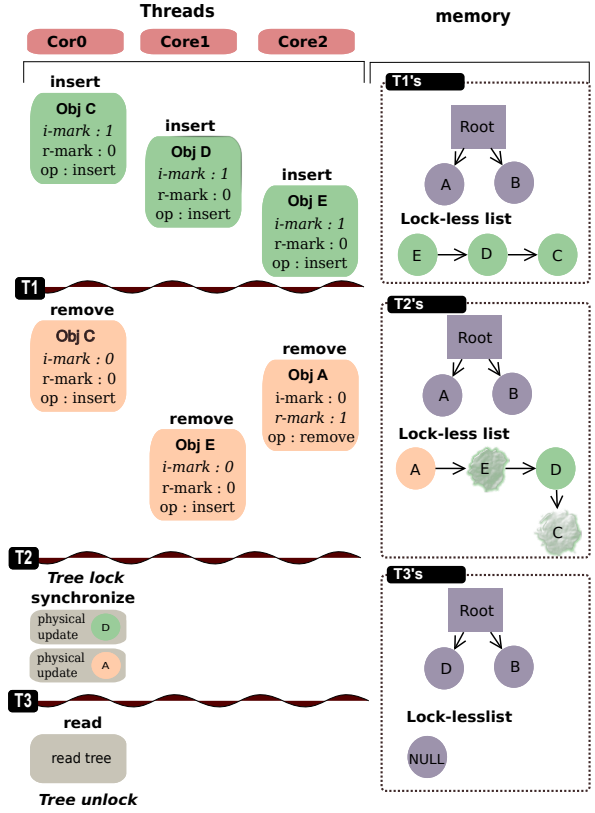 Threads
memory
Cor0
Core1
Core2
insert
Obj C
i-mark : 1
r-mark : 0
op : insert
insert
Obj D
i-mark : 1
r-mark : 0
op : insert
insert
Obj E
i-mark : 1
r-mark : 0
op : insert
T1's
Root
A
B
Lock-less list
E
D
C
T1
remove
Obj C
i-mark : 0
r-mark : 0
op : insert
remove
Obj E
i-mark : 0
r-mark : 0
op : insert
remove
Obj A
i-mark : 0
r-mark : 1
op : remove
T2's
Root
A
B
Lock-less list
A
E
D
C
T2
Tree lock
synchronize
physical
update
D
physical
update
A
T3's
Root
D
B
Lock-lesslist
NULL
T3
read
read tree
Tree unlock